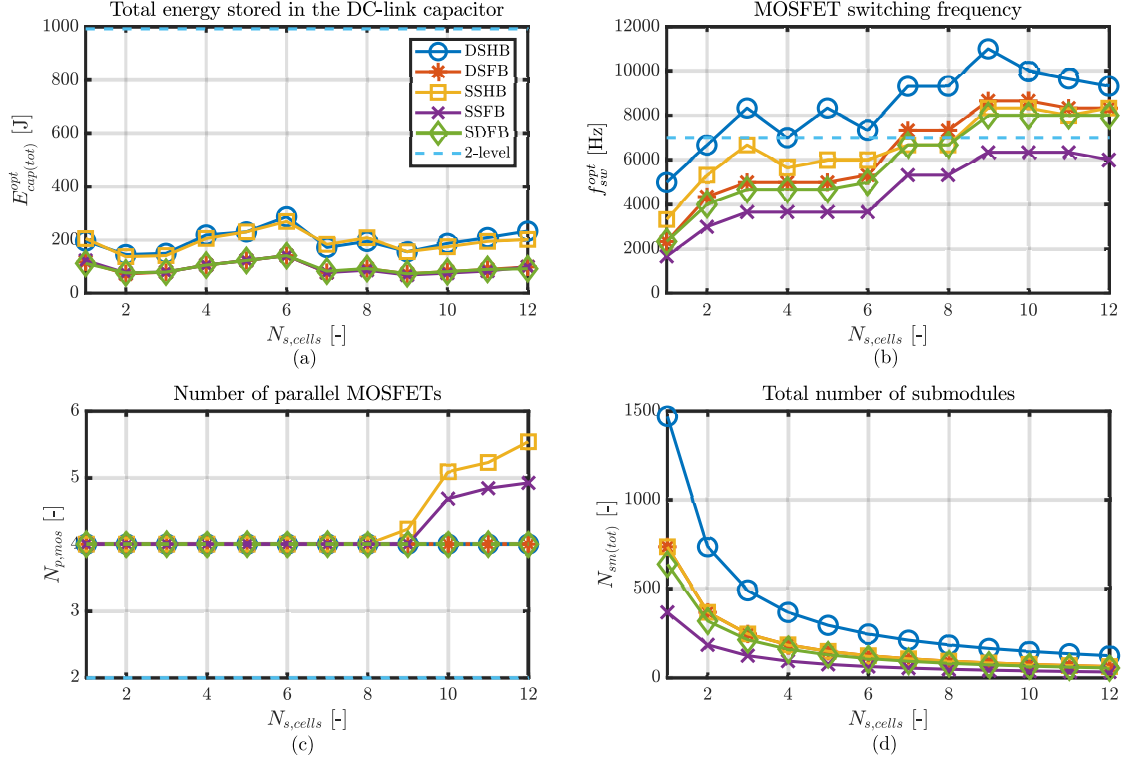 Total energy stored in the DC-link capacitor
1000
800
600
400
200
0
E^{opt}_{cap(tot)} [J]
DSHB
DSFB
SSHB
SSFB
SDFB
2-level
2 4 6 8 10 12
N_{s,cells} [-]
(a)
MOSFET switching frequency
12000
10000
8000
6000
4000
2000
0
f^{opt}_{sw} [Hz]
2 4 6 8 10 12
N_{s,cells} [-]
(b)
Number of parallel MOSFETs
6
5
4
3
2
N_{p,mos} [-]
2 4 6 8 10 12
N_{s,cells} [-]
(c)
Total number of submodules
1500
1000
500
0
N_{sm(tot)} [-]
2 4 6 8 10 12
N_{s,cells} [-]
(d)